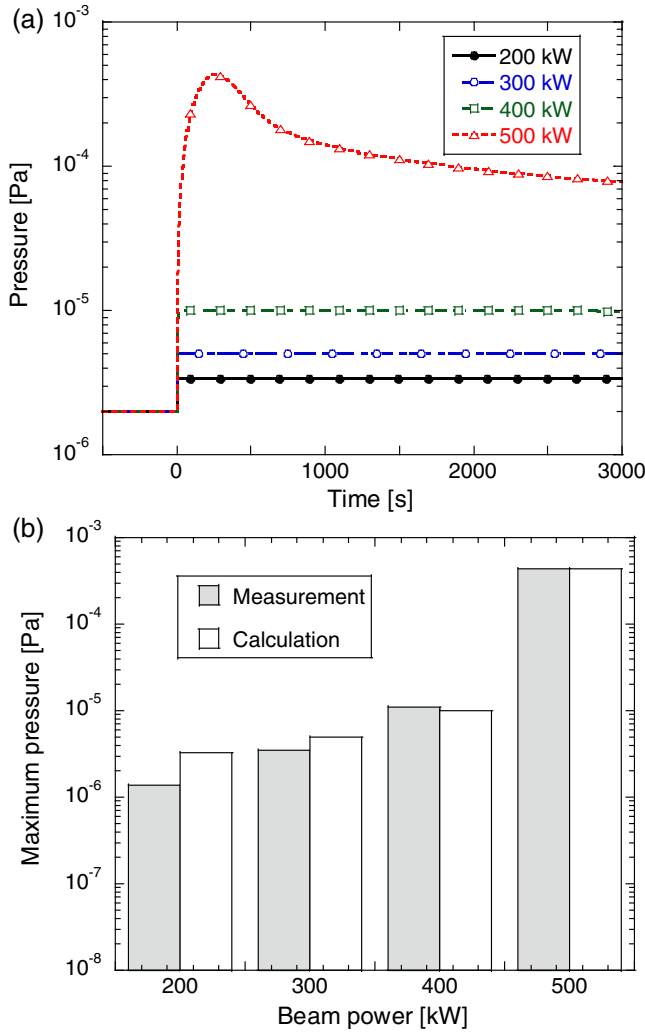 (a)
10⁻³
10⁻⁴
10⁻⁵
10⁻⁶
Pressure [Pa]
200 kW
300 kW
400 kW
500 kW
0
1000
2000
3000
Time [s]
(b)
10⁻³
10⁻⁴
10⁻⁵
10⁻⁶
10⁻⁷
10⁻⁸
Maximum pressure [Pa]
Measurement
Calculation
200
300
400
500
Beam power [kW]